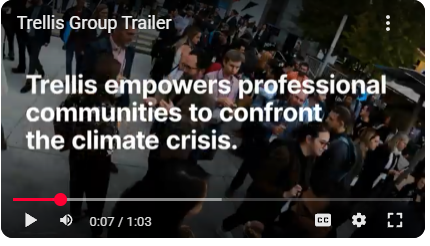 Trellis Group Trailer
Trellis empowers professional
communities to confront
the climate crisis.
0:07 / 1:03
CC